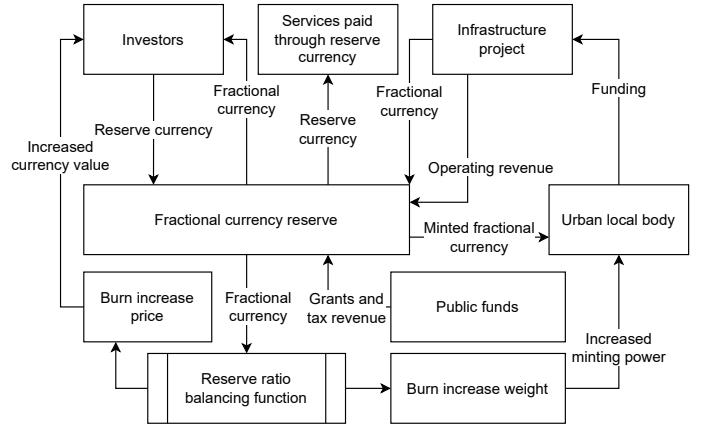 Investors
Services paid
through reserve
currency
Infrastructure
project
Fractional
currency
Fractional
currency
Funding
Reserve currency
Reserve
currency
Increased
currency value
Operating revenue
Fractional currency reserve
Minted fractional
currency
Urban local body
Burn increase
price
Fractional
currency
Grants and
tax revenue
Public funds
Increased
minting power
Reserve ratio
balancing function
Burn increase weight